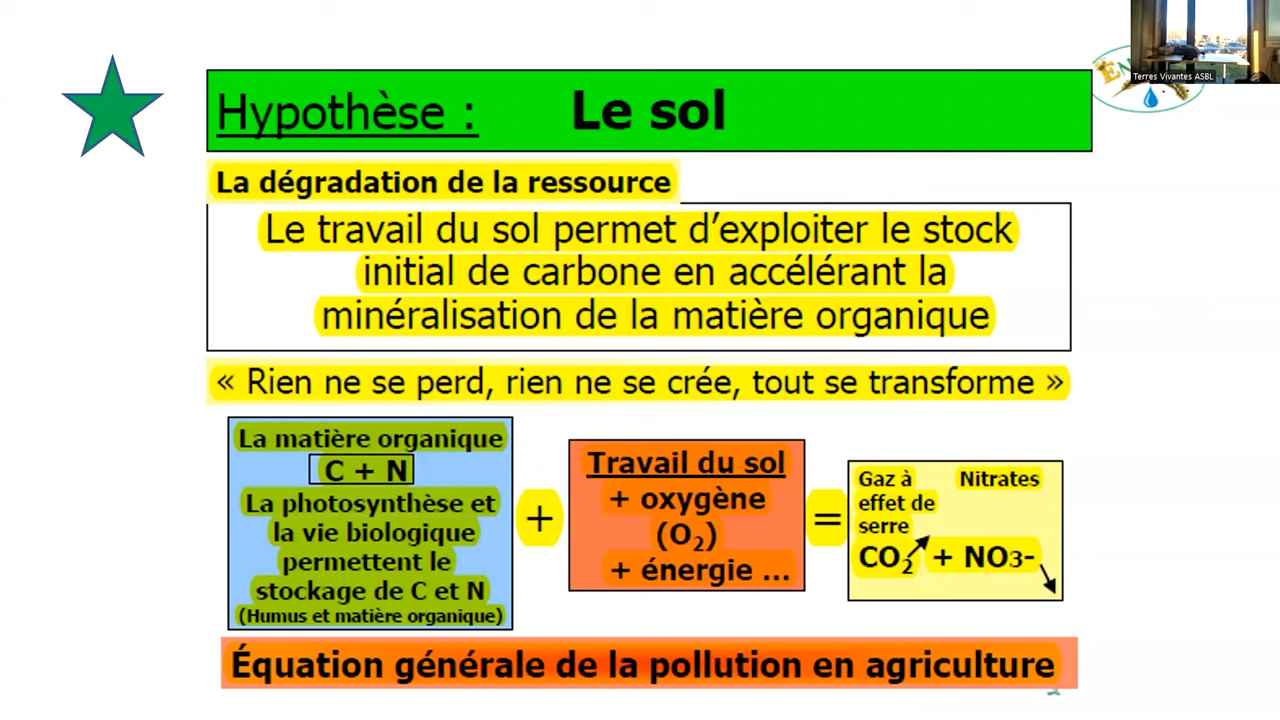 Terres Vivantes ASBL
Hypothèse : Le sol
La dégradation de la ressource
Le travail du sol permet d'exploiter le stock
initial de carbone en accélérant la
minéralisation de la matière organique
« Rien ne se perd, rien ne se crée, tout se transforme »
La matière organique
C + N
La photosynthèse et
la vie biologique
permettent le
stockage de C et N
(Humus et matière organique)
+
Travail du sol
+ oxygène
(O₂)
+ énergie ...
=
Gaz à
effet de
serre
Nitrates
CO₂ + NO3-
Équation générale de la pollution en agriculture